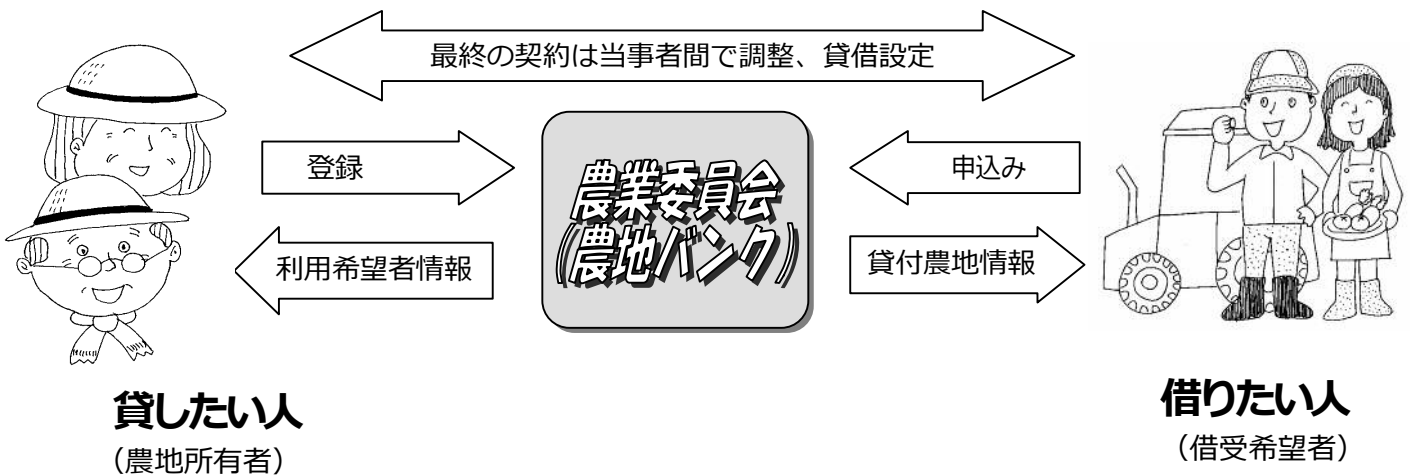 最終の契約は当事者間で調整、貸借設定
登録
農業委員会
(農地バンク)
申込み
利用希望者情報
貸付農地情報
貸したい人
（農地所有者）
借りたい人
（借受希望者）